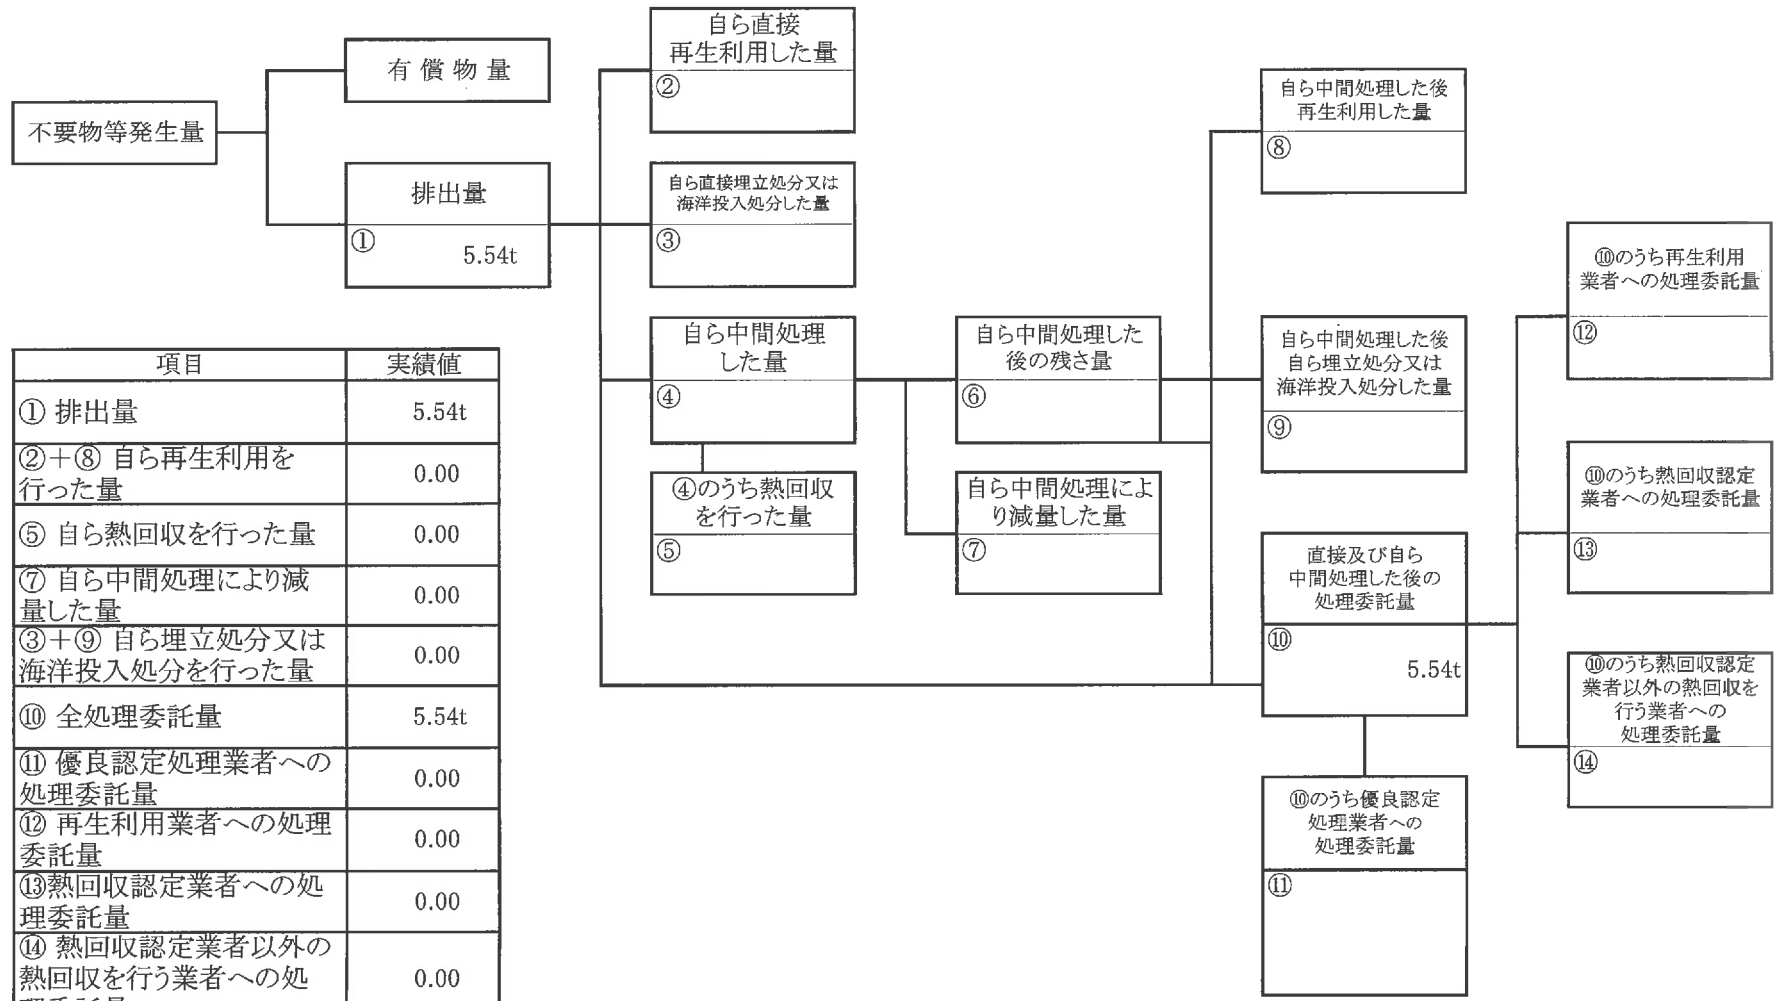 不要物等発生量
有償物量
排出量
①
5.54t
自ら直接
再生利用した量
②
自ら直接埋立処分又は
海洋投入処分した量
③
自ら中間処理
した量
④
④のうち熱回収
を行った量
⑤
自ら中間処理した
後の残さ量
⑥
自ら中間処理によ
り減量した量
⑦
自ら中間処理した後
再生利用した量
⑧
自ら中間処理した後
自ら埋立処分又は
海洋投入処分した量
⑨
直接及び自ら
中間処理した後の
処理委託量
⑩
5.54t
⑩のうち優良認定
処理業者への
処理委託量
⑪
⑩のうち再生利用
業者への処理委託量
⑫
⑩のうち熱回収認定
業者への処理委託量
⑬
⑩のうち熱回収認定
業者以外の熱回収を
行う業者への
処理委託量
⑭
項目 実績値
① 排出量 5.54t
②＋⑧ 自ら再生利用を
行った量 0.00
⑤ 自ら熱回収を行った量 0.00
⑦ 自ら中間処理により減
量した量 0.00
③＋⑨ 自ら埋立処分又は
海洋投入処分を行った量 0.00
⑩ 全処理委託量 5.54t
⑪ 優良認定処理業者への
処理委託量 0.00
⑫ 再生利用業者への処理
委託量 0.00
⑬熱回収認定業者への処
理委託量 0.00
⑭ 熱回収認定業者以外の
熱回収を行う業者への処 0.00
理委託量